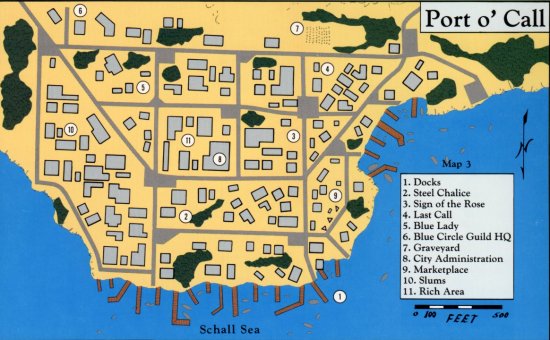 Port o' Call
6
7
4
5
10
11
3
8
9
2
1
Map 3
N
1. Docks
2. Steel Chalice
3. Sign of the Rose
4. Last Call
5. Blue Lady
6. Blue Circle Guild HQ
7. Graveyard
8. City Administration
9. Marketplace
10. Slums
11. Rich Area
0 100 500
FEET
Schall Sea